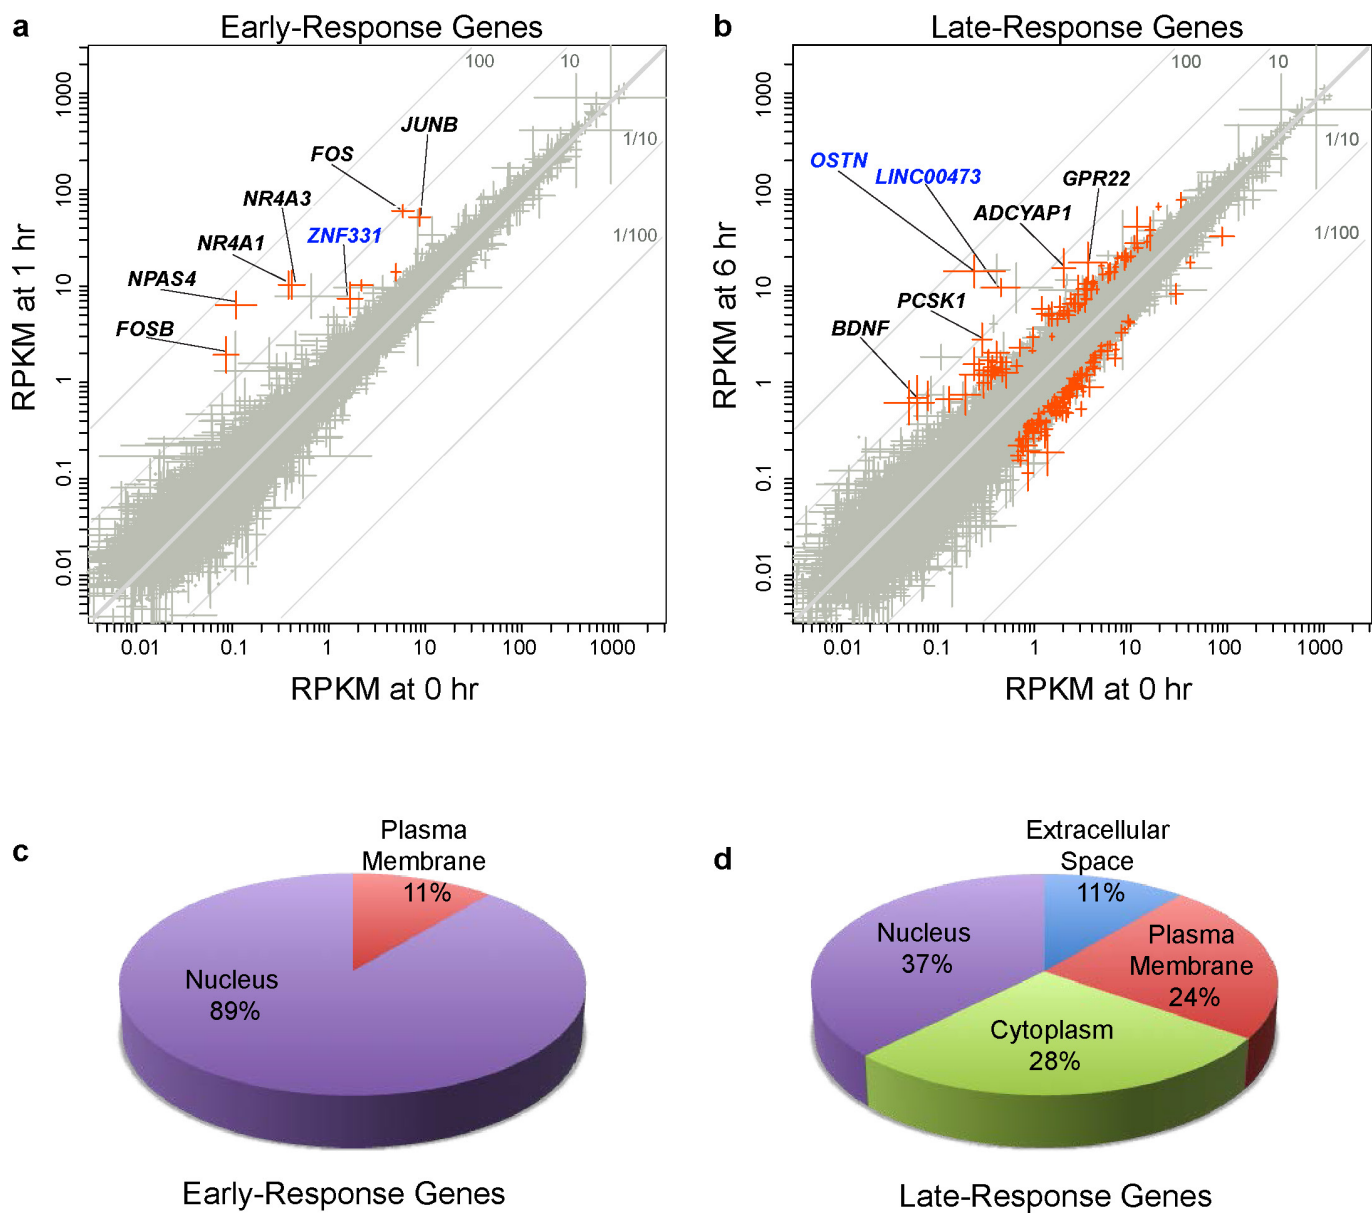 a
Early-Response Genes
RPKM at 1 hr
1000
100
10
1
0.1
0.01
100
10
1/10
1/100
JUNB
FOS
NR4A3
ZNF331
NR4A1
NPAS4
FOSB
0.01
0.1
1
10
100
1000
RPKM at 0 hr
b
Late-Response Genes
RPKM at 6 hr
1000
100
10
1
0.1
0.01
100
10
1/10
1/100
OSTN
LINC00473
GPR22
ADCYAP1
PCSK1
BDNF
0.01
0.1
1
10
100
1000
RPKM at 0 hr
c
Plasma
Membrane
11%
Nucleus
89%
Early-Response Genes
d
Extracellular
Space
11%
Nucleus
37%
Plasma
Membrane
24%
Cytoplasm
28%
Late-Response Genes